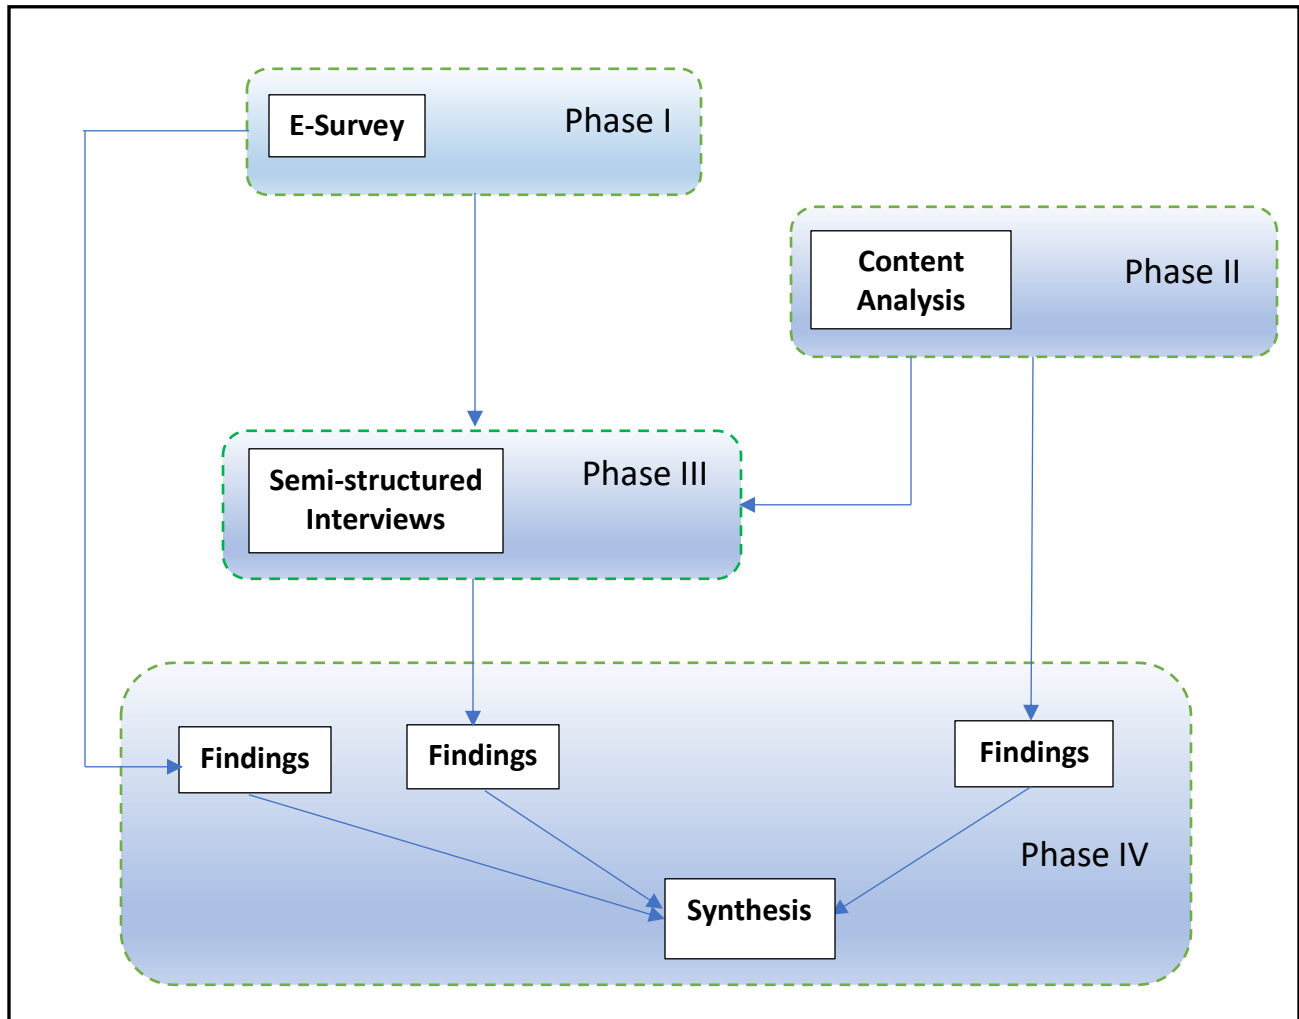 E-Survey
Phase I
Content
Analysis
Phase II
Semi-structured
Interviews
Phase III
Findings
Findings
Findings
Phase IV
Synthesis